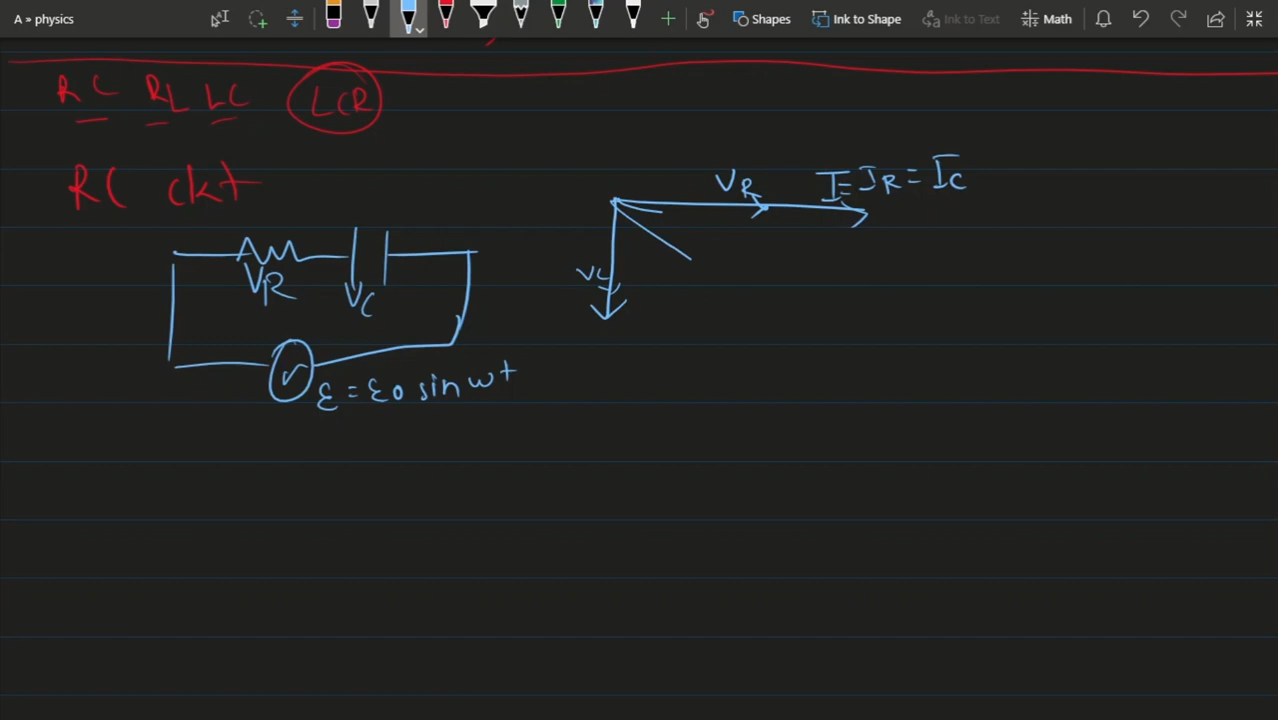 A » physics
Shapes
Ink to Shape
Ink to Text
Math
RC RL LC LCR
RC ckt
VR I = IR = IC
VR
VC
VC
ε = ε0 sin ωt